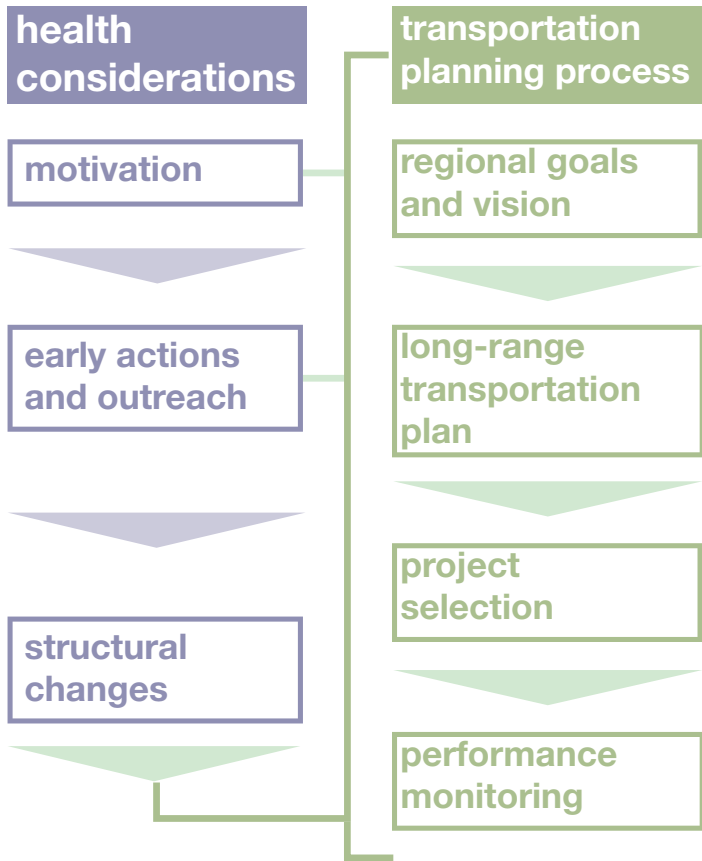 health
considerations
motivation
early actions
and outreach
structural
changes
transportation
planning process
regional goals
and vision
long-range
transportation
plan
project
selection
performance
monitoring